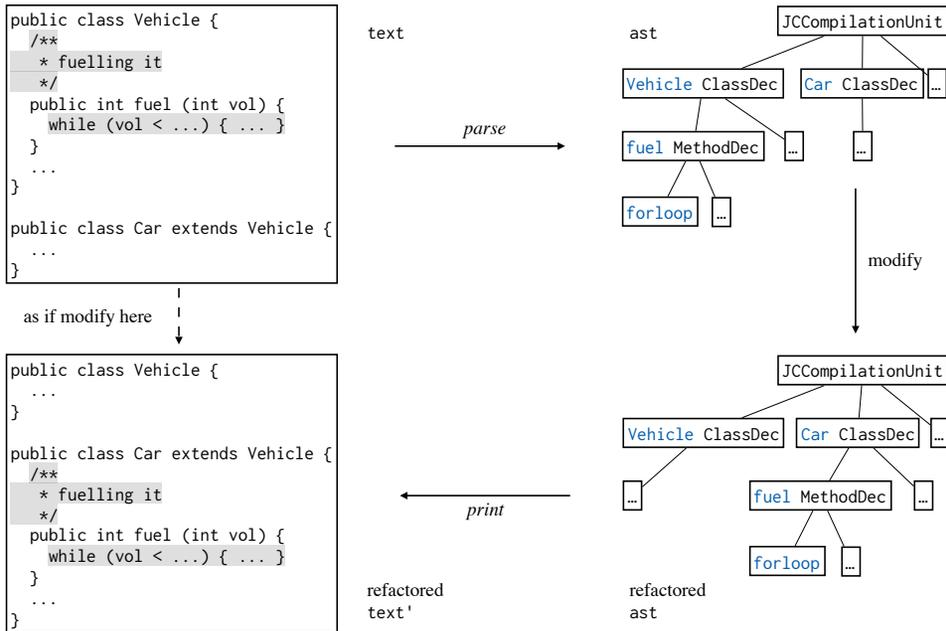 public class Vehicle {
/**
* fuelling it
*/
public int fuel (int vol) {
while (vol < ...) { ... }
}
...
}
public class Car extends Vehicle {
...
}
text
ast
parse
JCCompilationUnit
Vehicle ClassDec
Car ClassDec
…
fuel MethodDec
…
…
forloop
…
as if modify here
modify
public class Vehicle {
...
}
public class Car extends Vehicle {
/**
* fuelling it
*/
public int fuel (int vol) {
while (vol < ...) { ... }
}
...
}
print
refactored
text'
JCCompilationUnit
Vehicle ClassDec
Car ClassDec
…
…
fuel MethodDec
…
forloop
…
refactored
ast